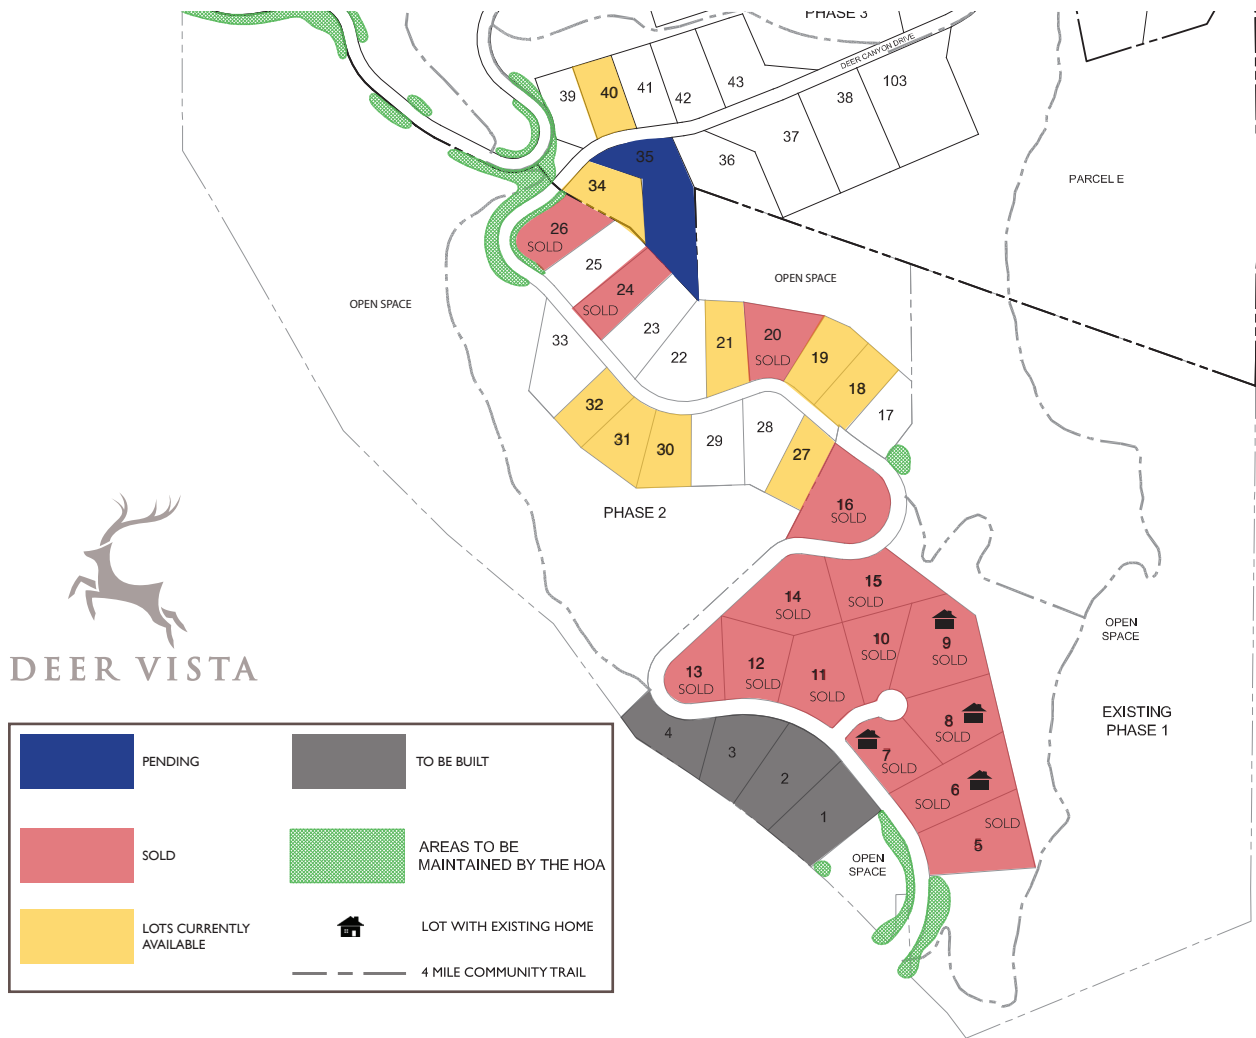 PHASE 3
DEER CANYON DRIVE
39
40
41
42
43
103
38
37
36
35
34
PARCEL E
26
SOLD
25
24
SOLD
23
22
33
OPEN SPACE
OPEN SPACE
21
20
SOLD
19
18
17
32
31
30
29
28
27
16
SOLD
PHASE 2
15
SOLD
14
SOLD
13
SOLD
12
SOLD
11
SOLD
10
SOLD
9
SOLD
8
SOLD
7
SOLD
6
SOLD
SOLD
5
4
3
2
1
OPEN
SPACE
OPEN
SPACE
EXISTING
PHASE 1
DEER VISTA
PENDING
TO BE BUILT
SOLD
AREAS TO BE
MAINTAINED BY THE HOA
LOTS CURRENTLY
AVAILABLE
LOT WITH EXISTING HOME
4 MILE COMMUNITY TRAIL